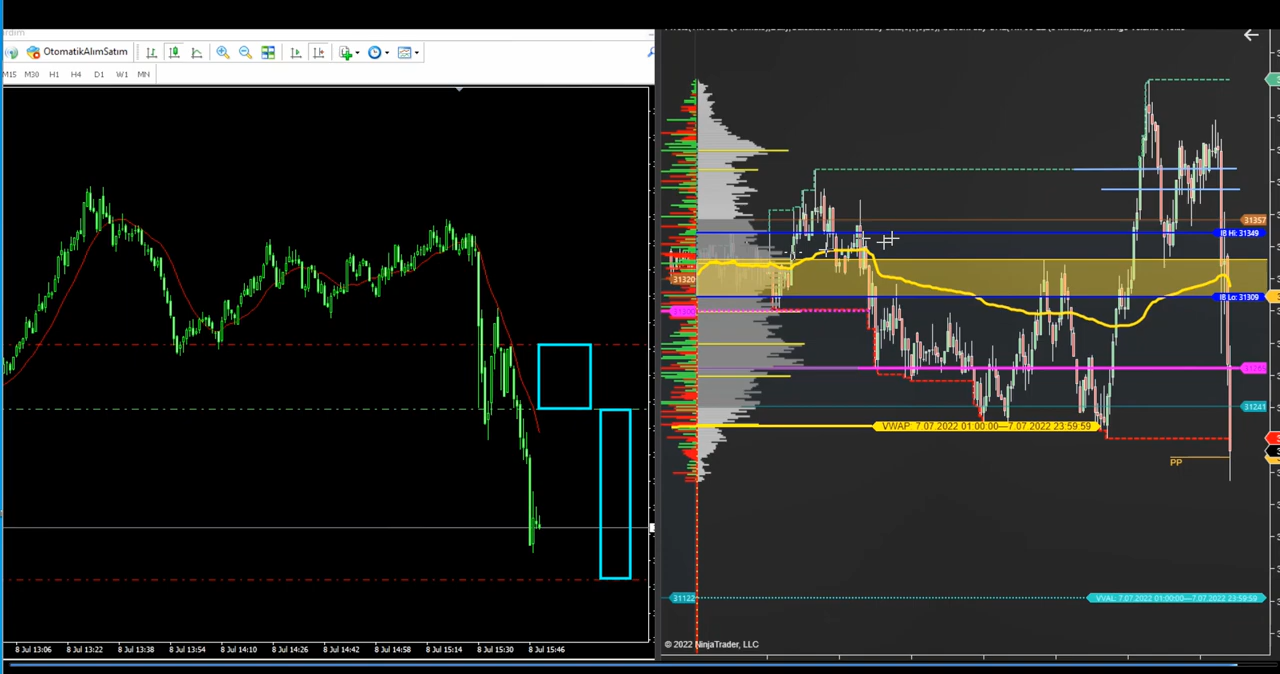 OtomatikAlımSatım
M15 M30 H1 H4 D1 W1 MN
8 Jul 13:06 8 Jul 13:22 8 Jul 13:38 8 Jul 13:54 8 Jul 14:10 8 Jul 14:26 8 Jul 14:42 8 Jul 14:58 8 Jul 15:14 8 Jul 15:30 8 Jul 15:46
31357
IB Hi: 31349
31320
IB Lo: 31309
31300
31241
VWAP: 7.07.2022 01:00:00—7.07.2022 23:59:59
PP
31122
VVAL: 7.07.2022 01:00:00—7.07.2022 23:59:59
© 2022 NinjaTrader, LLC